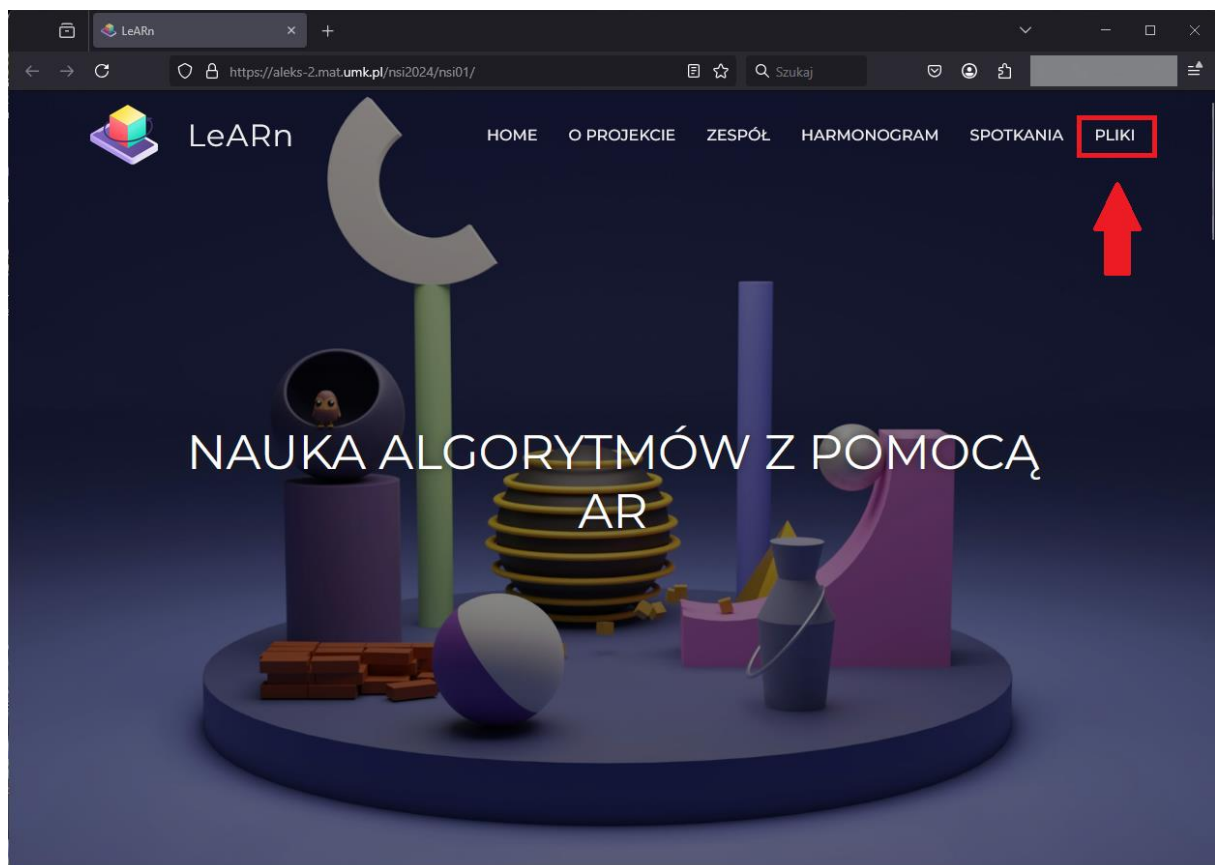 LeARn
https://aleks-2.mat.umk.pl/nsi2024/nsi01/
Szukaj
LeARn
HOME O PROJEKCIE ZESPÓŁ HARMONOGRAM SPOTKANIA PLIKI
NAUKA ALGORYTMÓW Z POMOCĄ
AR